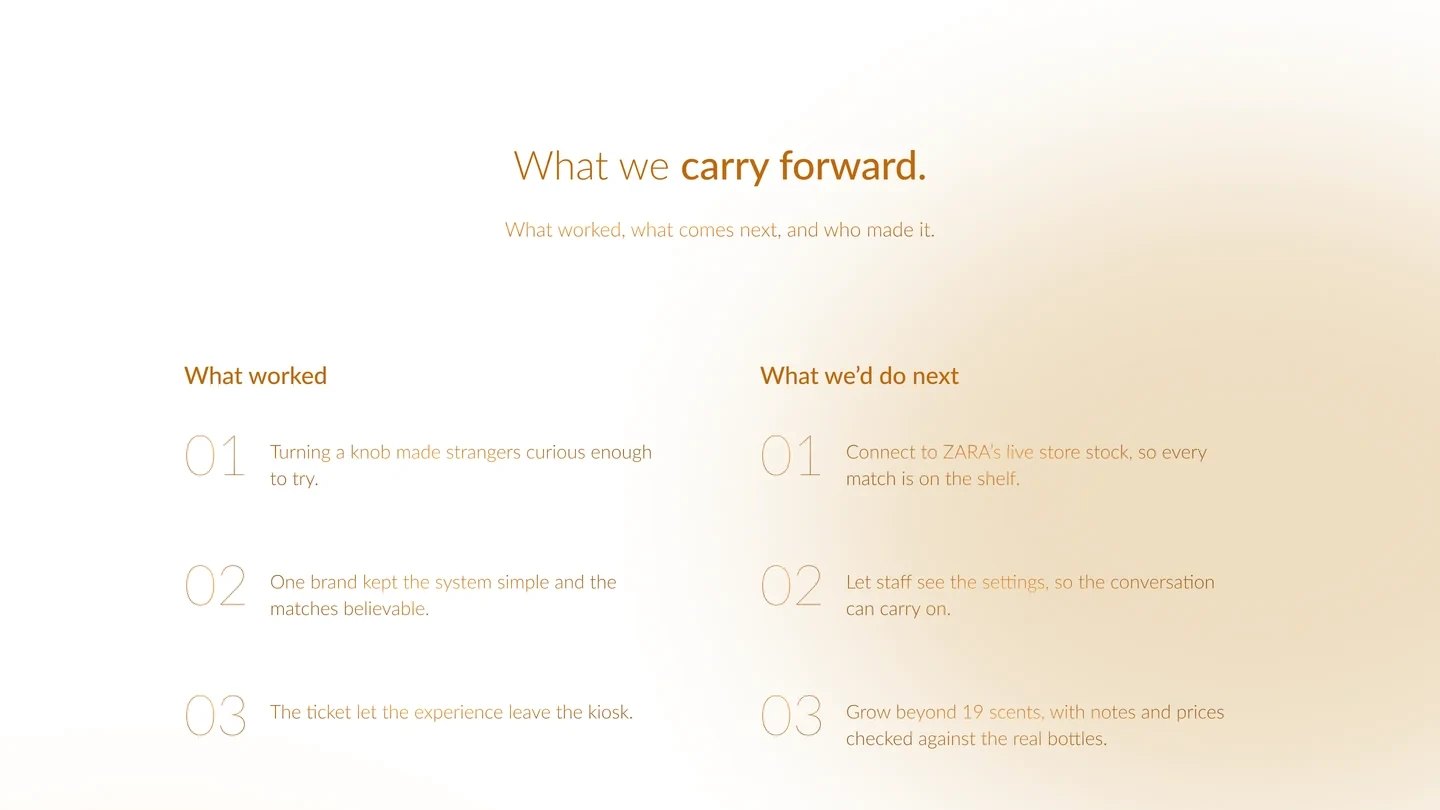 What we carry forward.
What worked, what comes next, and who made it.
What worked
01
Turning a knob made strangers curious enough
to try.
02
One brand kept the system simple and the
matches believable.
03
The ticket let the experience leave the kiosk.
What we’d do next
01
Connect to ZARA’s live store stock, so every
match is on the shelf.
02
Let staff see the settings, so the conversation
can carry on.
03
Grow beyond 19 scents, with notes and prices
checked against the real bottles.